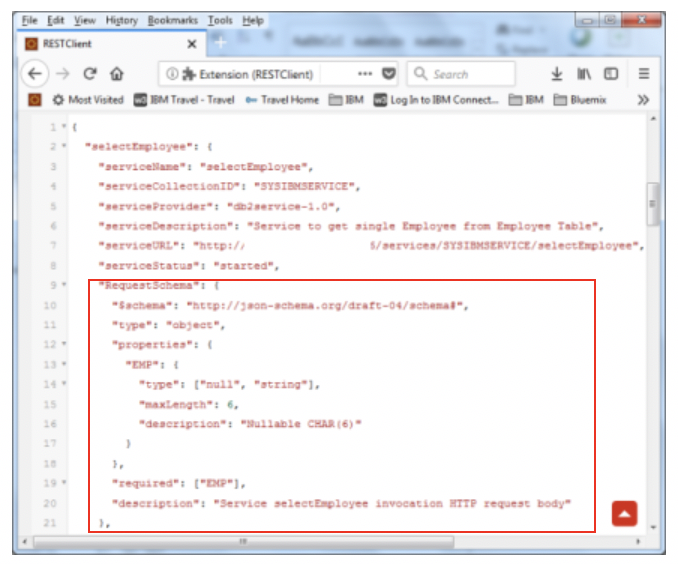 File Edit View History Bookmarks Tools Help
RESTClient × +
Extension (RESTClient) ••• Search
Most Visited IBM Travel - Travel Travel Home IBM Log In to IBM Connect... IBM Bluemix »
1 {
2 "selectEmployee": {
3 "serviceName": "selectEmployee",
4 "serviceCollectionID": "SYSIBMSERVICE",
5 "serviceProvider": "db2service-1.0",
6 "serviceDescription": "Service to get single Employee from Employee Table",
7 "serviceURL": "http:/ /services/SYSIBMSERVICE/selectEmployee",
8 "serviceStatus": "started",
9 "RequestSchema": {
10 "$schema": "http://json-schema.org/draft-04/schema#",
11 "type": "object",
12 "properties": {
13 "EMP": {
14 "type": ["null", "string"],
15 "maxLength": 6,
16 "description": "Nullable CHAR(6)"
17 }
18 },
19 "required": ["EMP"],
20 "description": "Service selectEmployee invocation HTTP request body"
21 },